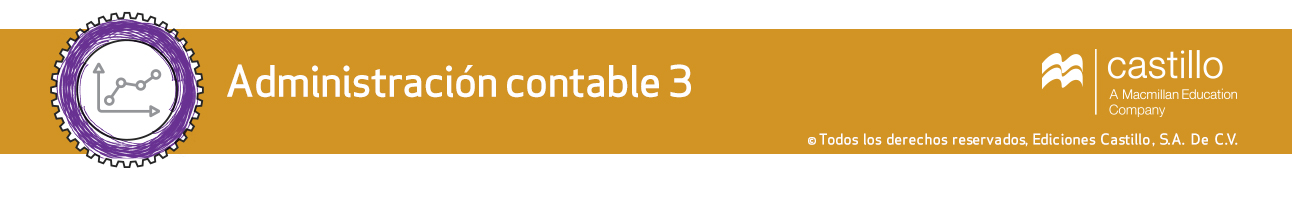 Administración contable 3
castillo
A Macmillan Education
Company
© Todos los derechos reservados, Ediciones Castillo, S.A. De C.V.